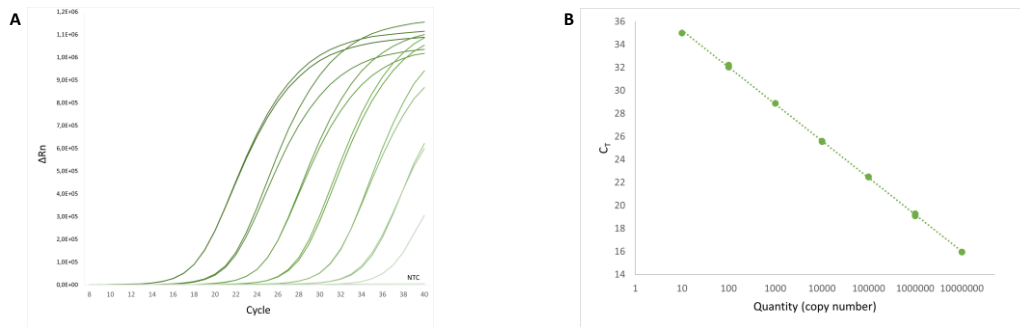 A
1,2E+06
1,1E+06
1,0E+06
9,0E+05
8,0E+05
7,0E+05
6,0E+05
5,0E+05
4,0E+05
3,0E+05
2,0E+05
1,0E+05
0,0E+00
ΔRn
NTC
8 10 12 14 16 18 20 22 24 26 28 30 32 34 36 38 40
Cycle
B
36
34
32
30
28
26
24
22
20
18
16
14
CT
1 10 100 1000 10000 100000 1000000 10000000
Quantity (copy number)